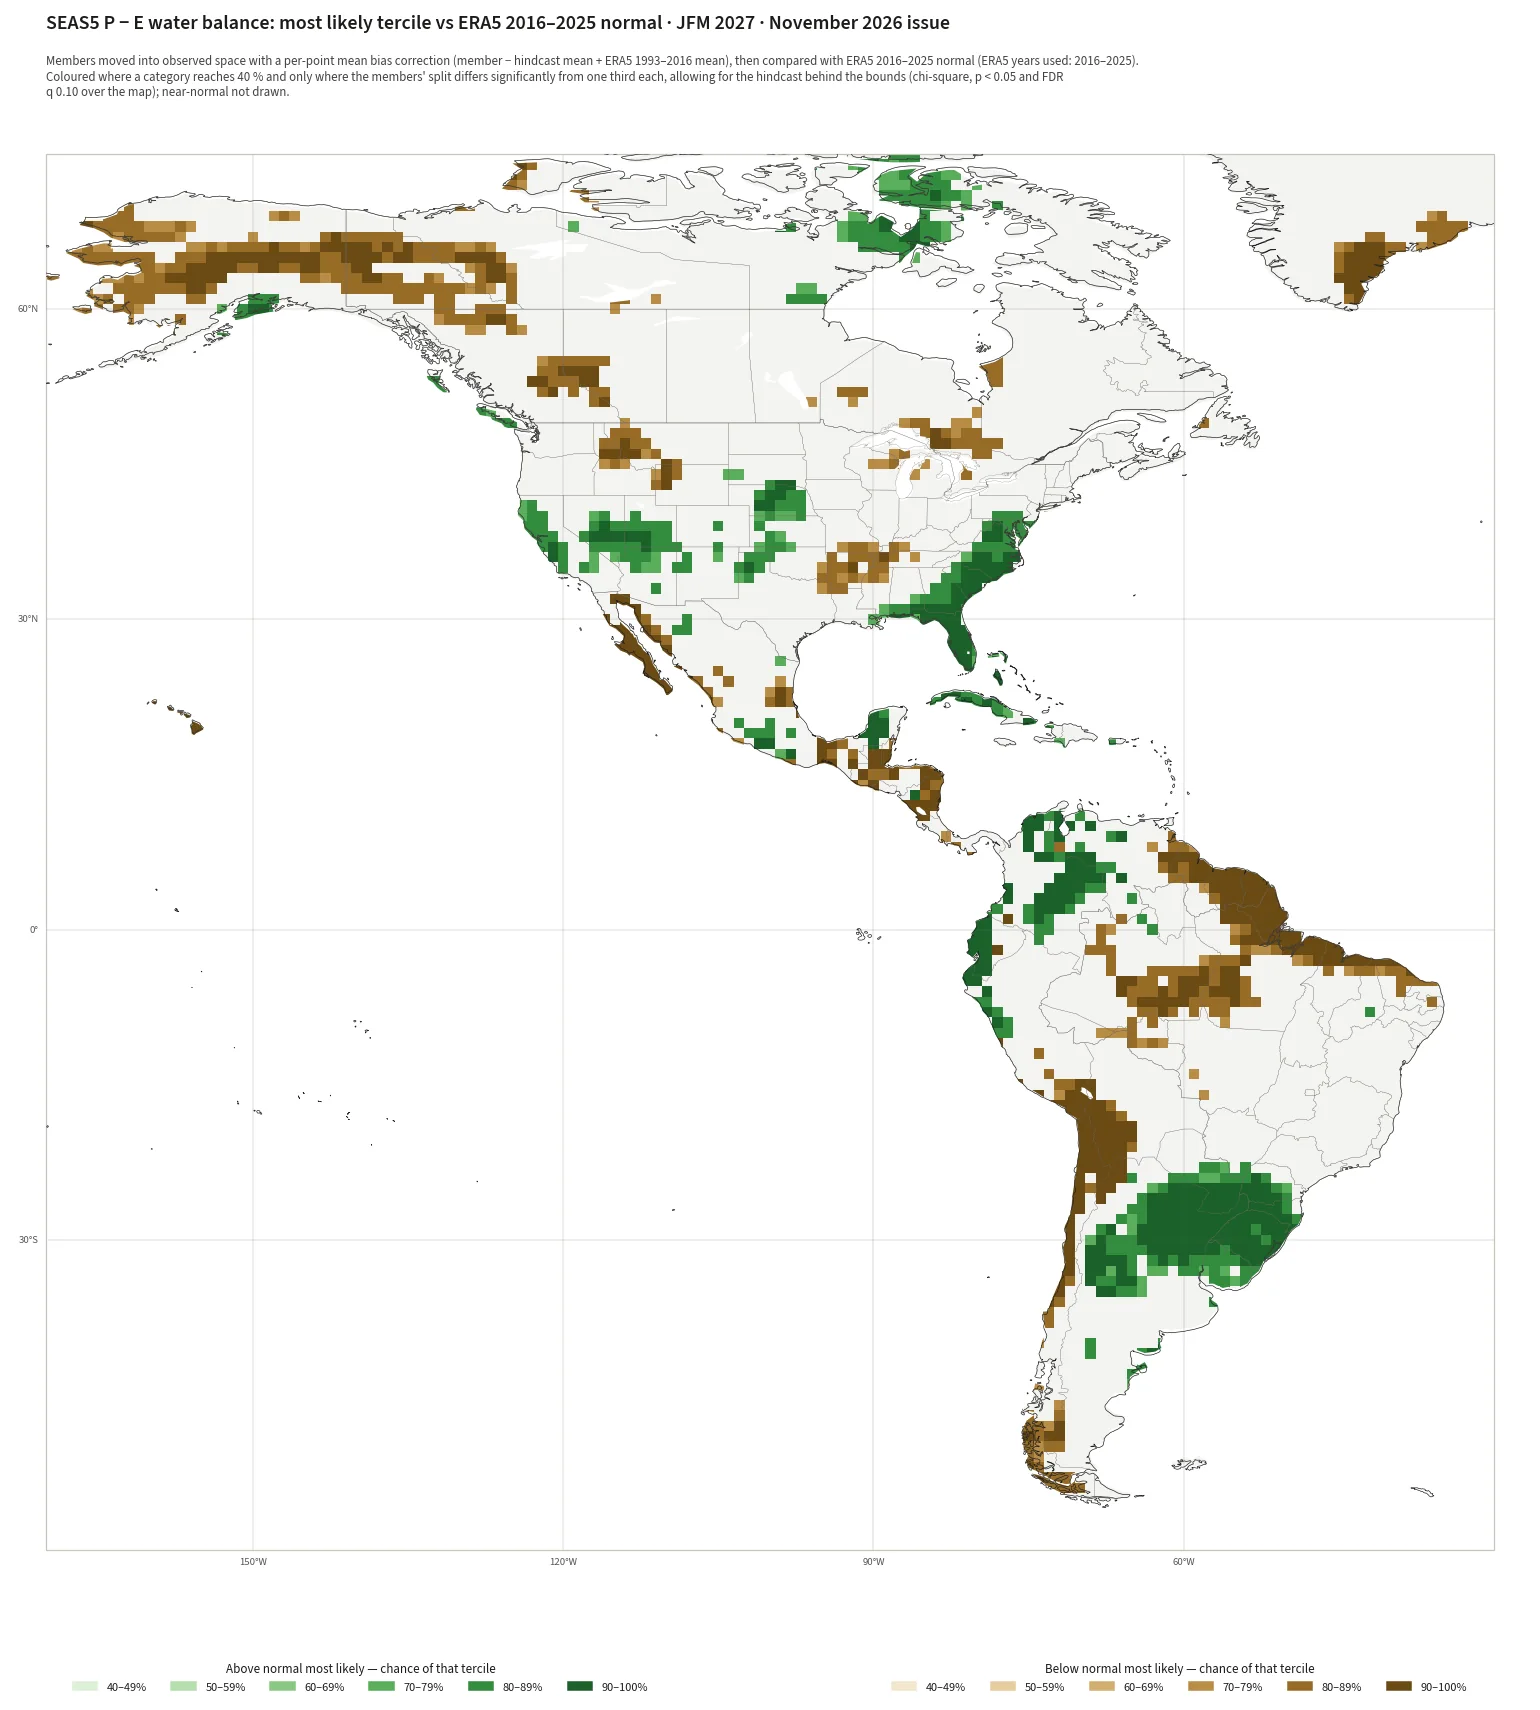 SEAS5 P − E water balance: most likely tercile vs ERA5 2016–2025 normal · JFM 2027 · November 2026 issue
Members moved into observed space with a per-point mean bias correction (member − hindcast mean + ERA5 1993–2016 mean), then compared with ERA5 2016–2025 normal (ERA5 years used: 2016–2025).
Coloured where a category reaches 40 % and only where the members' split differs significantly from one third each, allowing for the hindcast behind the bounds (chi-square, p < 0.05 and FDR
q 0.10 over the map); near-normal not drawn.
60°N
30°N
0°
30°S
150°W 120°W 90°W 60°W
Above normal most likely — chance of that tercile
40–49% 50–59% 60–69% 70–79% 80–89% 90–100%
Below normal most likely — chance of that tercile
40–49% 50–59% 60–69% 70–79% 80–89% 90–100%